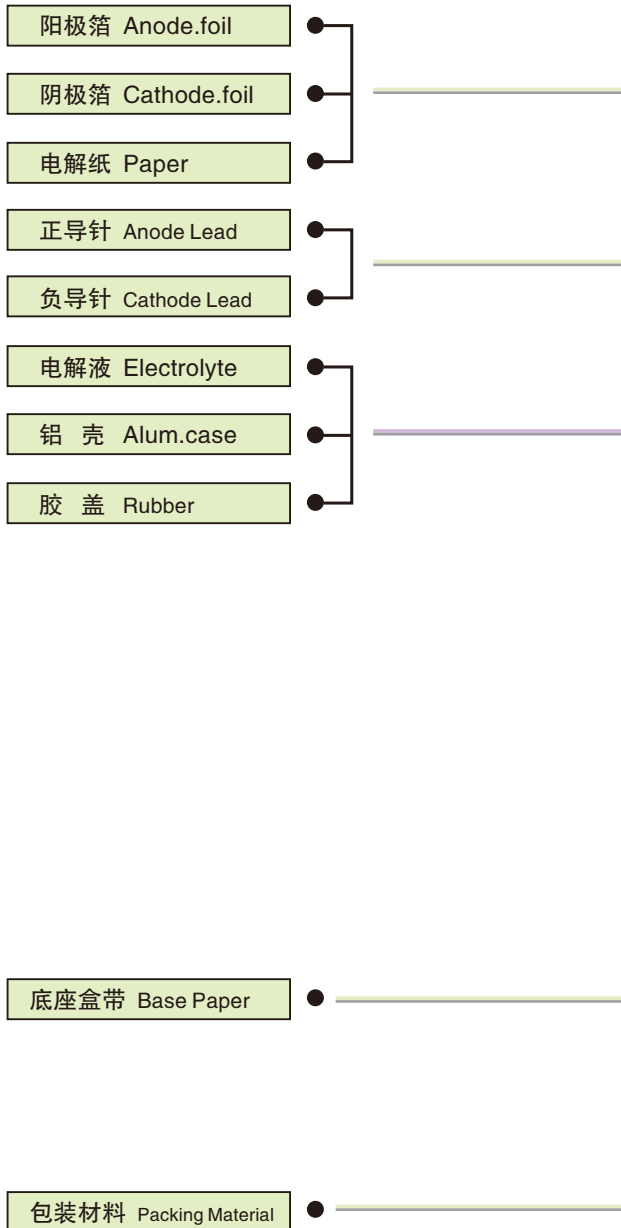 阳极箔 Anode.foil
阴极箔 Cathode.foil
电解纸 Paper
正导针 Anode Lead
负导针 Cathode Lead
电解液 Electrolyte
铝 壳 Alum.case
胶 盖 Rubber
底座盒带 Base Paper
包装材料 Packing Material